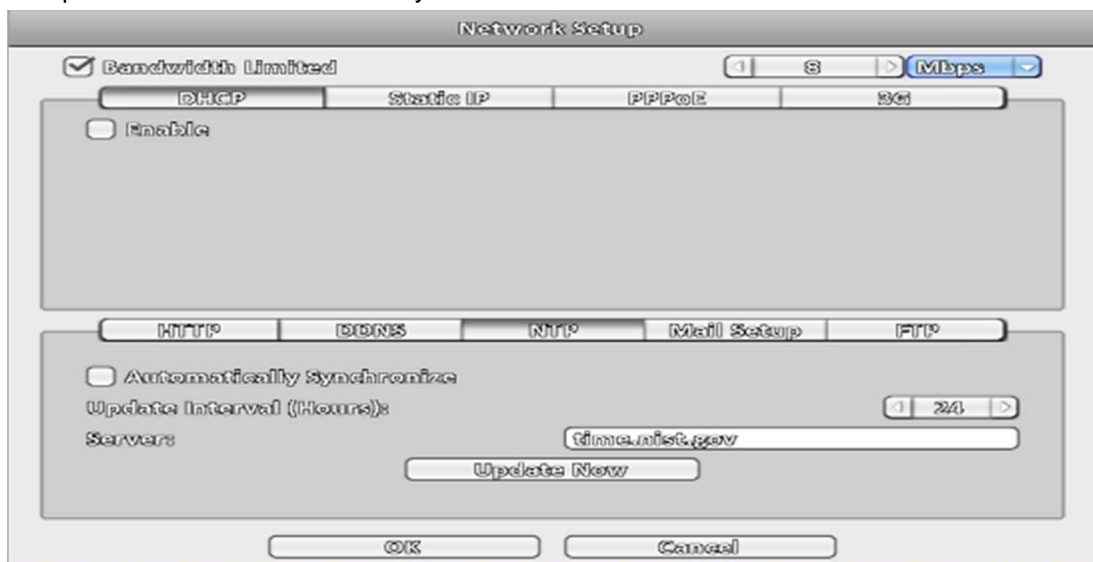 Network Setup
Bandwidth Limited 8 Mbps
DHCP Static IP PPPoE 3G
Enable
HTTP DDNS NTP Mail Setup FTP
Automatically Synchronize
Update Interval ((Hours)):
Server: time.nist.gov
Update Now
OK Cancel